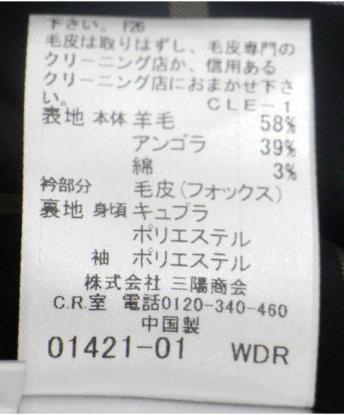 下さい。 F26
毛皮は取りはずし、毛皮専門の
クリーニング店か、信用ある
クリーニング店におまかせ下さ
い。 CLE-1
表地 本体 羊毛 58%
アンゴラ 39%
綿 3%
衿部分 毛皮(フォックス)
裏地 身頃 キュプラ
ポリエステル
袖 ポリエステル
株式会社 三陽商会
C.R.室 電話0120-340-460
中国製
01421-01 WDR